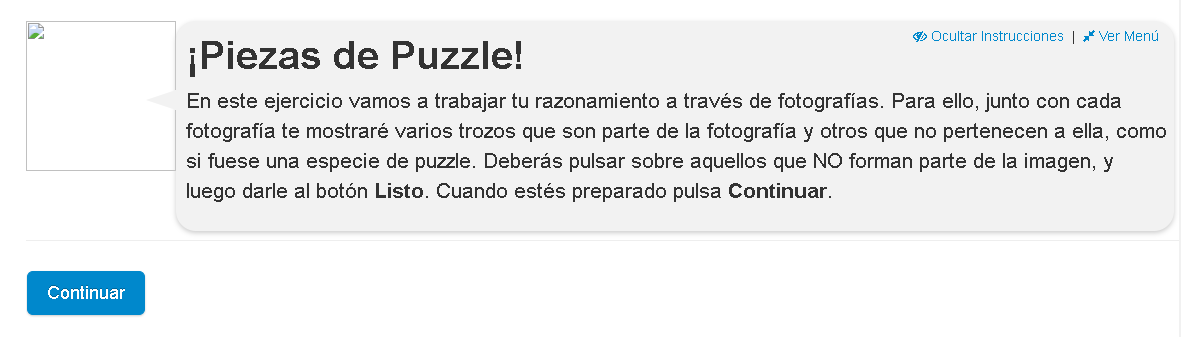 Ocultar Instrucciones | Ver Menú
¡Piezas de Puzzle!
En este ejercicio vamos a trabajar tu razonamiento a través de fotografías. Para ello, junto con cada
fotografía te mostraré varios trozos que son parte de la fotografía y otros que no pertenecen a ella, como
si fuese una especie de puzzle. Deberás pulsar sobre aquellos que NO forman parte de la imagen, y
luego darle al botón Listo. Cuando estés preparado pulsa Continuar.
Continuar